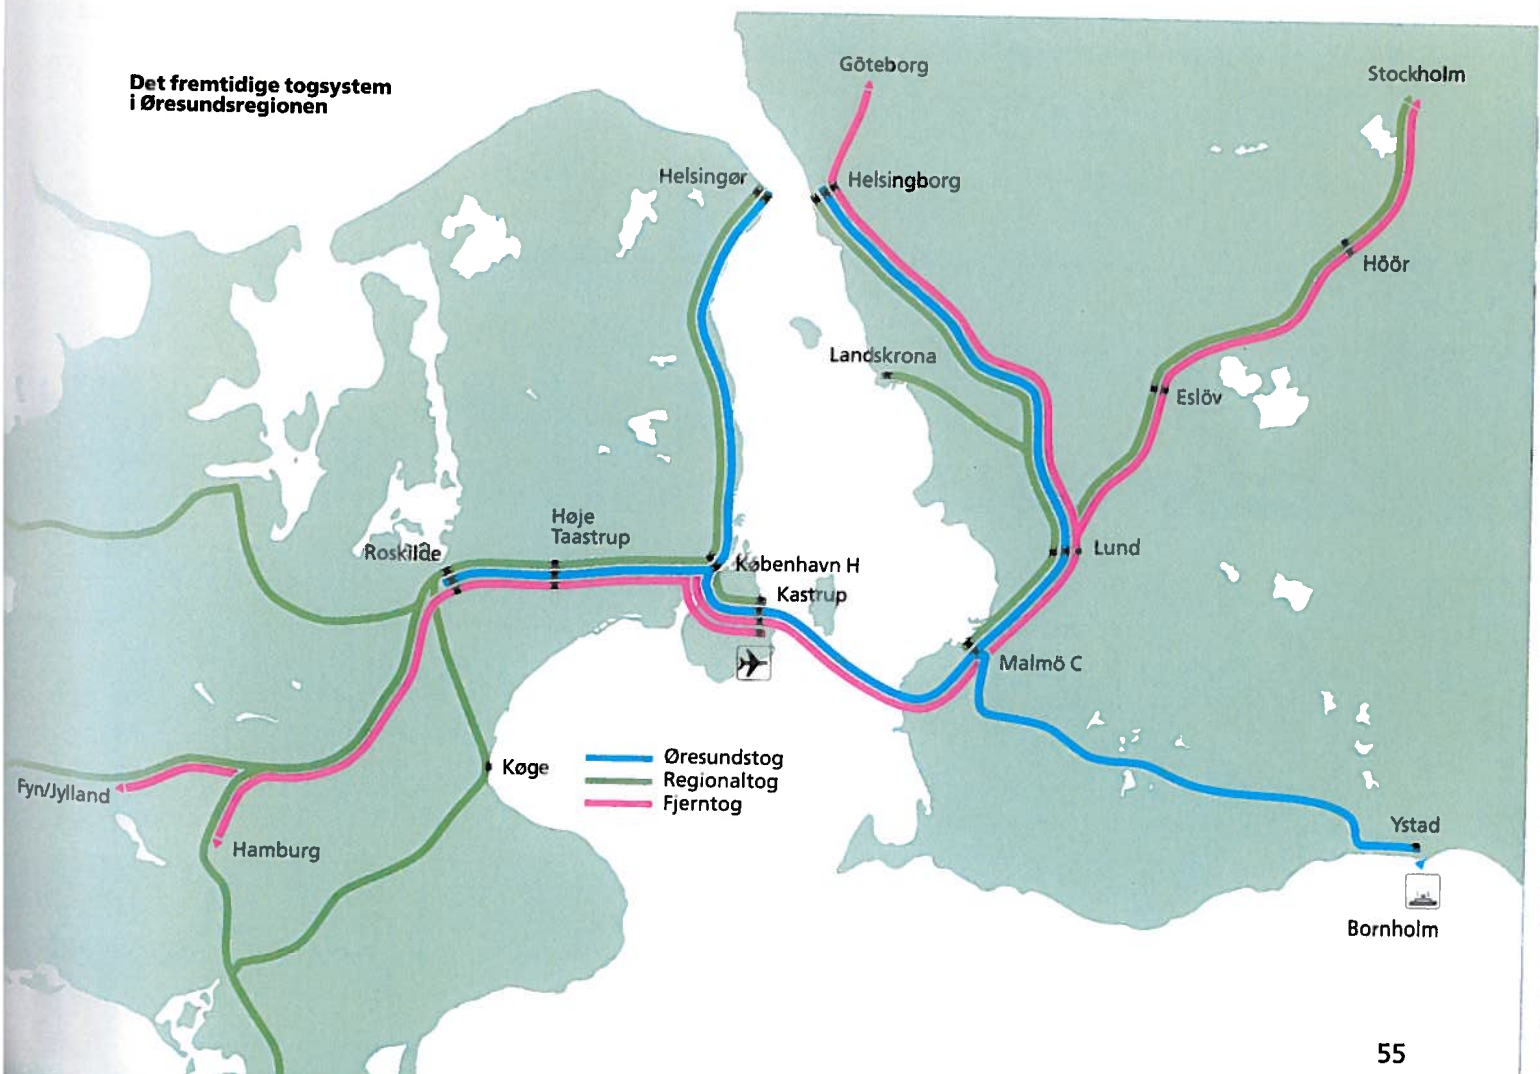 Det fremtidige togsystem
i Øresundsregionen
Göteborg
Stockholm
Helsingør
Helsingborg
Höör
Landskrona
Eslöv
Høje
Taastrup
Roskilde
København H
Lund
Kastrup
Malmö C
Køge
Øresundstog
Regionaltog
Fjerntog
Fyn/Jylland
Hamburg
Ystad
Bornholm
55